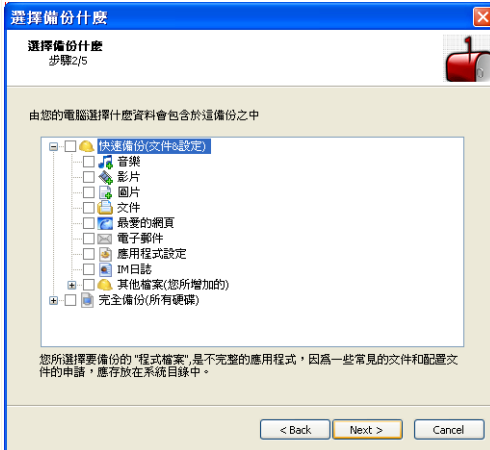 選擇備份什麼
選擇備份什麼
步驟2/5
由您的電腦選擇什麼資料會包含於這備份之中
快速備份(文件&設定)
音樂
影片
圖片
文件
最愛的網頁
電子郵件
應用程式設定
IM日誌
其他檔案(您所增加的)
完全備份(所有硬碟)
您所選擇要備份的 "程式檔案",是不完整的應用程式，因爲一些常見的文件和配置文
件的申請，應存放在系統目錄中。
< Back
Next >
Cancel